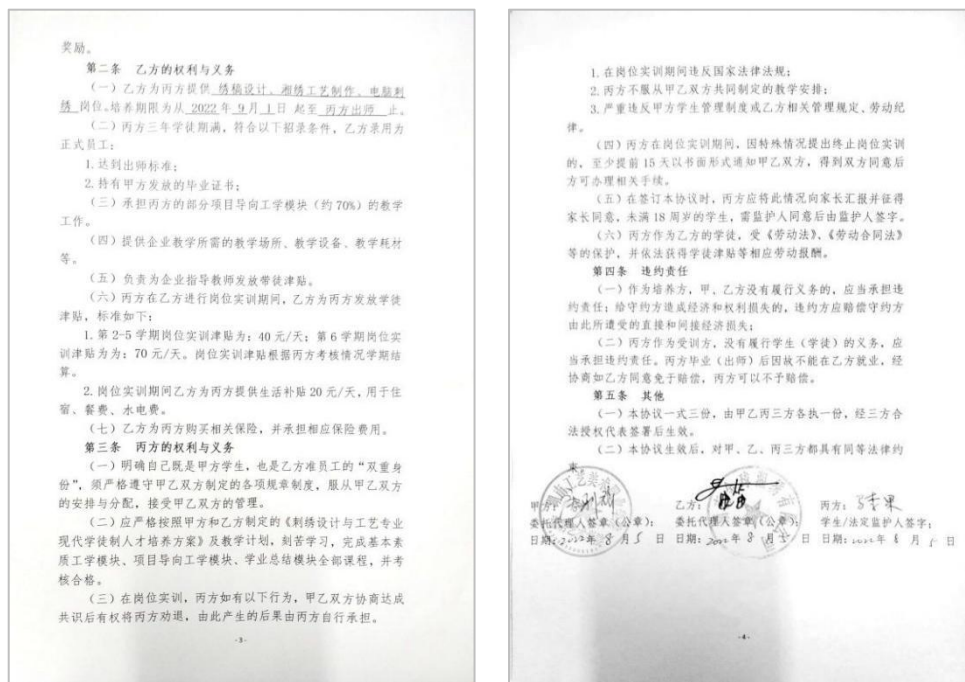 奖励。
第二条 乙方的权利与义务
（一）乙方为丙方提供 绣稿设计、湘绣工艺制作、电脑刺
绣 岗位。培养期限为从 2022 年 9 月 1 日 起至 丙方出师 止。
（二）丙方三年学徒期满，符合以下招录条件，乙方录用为
正式员工：
1.达到出师标准；
2.持有甲方发放的毕业证书；
（三）承担丙方的部分项目导向工学模块（约 70%）的教学
工作。
（四）提供企业教学所需的教学场所、教学设备、教学耗材
等。
（五）负责为企业指导教师发放带徒津贴。
（六）丙方在乙方进行岗位实训期间，乙方为丙方发放学徒
津贴，标准如下：
1.第 2-5 学期岗位实训津贴为：40 元/天；第 6 学期岗位实
训津贴为为：70 元/天。岗位实训津贴根据丙方考核情况学期结
算。
2.岗位实训期间乙方为丙方提供生活补贴 20 元/天，用于住
宿、餐费、水电费。
（七）乙方为丙方购买相关保险，并承担相应保险费用。
第三条 丙方的权利与义务
（一）明确自己既是甲方学生，也是乙方准员工的“双重身
份”，须严格遵守甲乙双方制定的各项规章制度，服从甲乙双方
的安排与分配，接受甲乙双方的管理。
（二）应严格按照甲方和乙方制定的《刺绣设计与工艺专业
现代学徒制人才培养方案》及教学计划，刻苦学习，完成基本素
质工学模块、项目导向工学模块、学业总结模块全部课程，并考
核合格。
（三）在岗位实训，丙方如有以下行为，甲乙双方协商达成
共识后有权将丙方劝退，由此产生的后果由丙方自行承担。
-3-
1.在岗位实训期间违反国家法律法规；
2.丙方不服从甲乙双方共同制定的教学安排；
3.严重违反甲方学生管理制度或乙方相关管理规定、劳动纪
律。
（四）丙方在岗位实训期间，因特殊情况提出终止岗位实训
的，至少提前 15 天以书面形式通知甲乙双方，得到双方同意后
方可办理相关手续。
（五）在签订本协议时，丙方应将此情况向家长汇报并征得
家长同意，未满 18 周岁的学生，需监护人同意后由监护人签字。
（六）丙方作为乙方的学徒，受《劳动法》、《劳动合同法》
等的保护，并依法获得学徒津贴等相应劳动报酬。
第四条 违约责任
（一）作为培养方，甲、乙方没有履行义务的，应当承担违
约责任；给守约方造成经济和权利损失的，违约方应赔偿守约方
由此所遭受的直接和间接经济损失；
（二）丙方作为受训方，没有履行学生（学徒）的义务，应
当承担违约责任。丙方毕业（出师）后因故不能在乙方就业，经
协商如乙方同意免于赔偿，丙方可以不予赔偿。
第五条 其他
（一）本协议一式三份，由甲乙丙三方各执一份，经三方合
法授权代表签署后生效。
（二）本协议生效后，对甲、乙、丙三方都具有同等法律约
束
甲方： 乙方： 丙方：
委托代理人签章（公章）： 委托代理人签章（公章）： 学生/法定监护人签字：
日期：2022 年 8 月 5 日 日期：2022 年 8 月 5 日 日期：2022 年 8 月 5 日
-4-